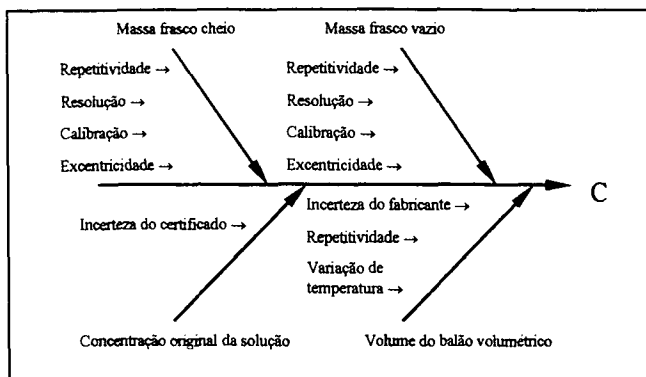 Massa frasco cheio
Massa frasco vazio
Repetitividade →
Resolução →
Calibração →
Excentricidade →
Repetitividade →
Resolução →
Calibração →
Excentricidade →
C
Incerteza do certificado →
Incerteza do fabricante →
Repetitividade →
Variação de
temperatura →
Concentração original da solução
Volume do balão volumétrico